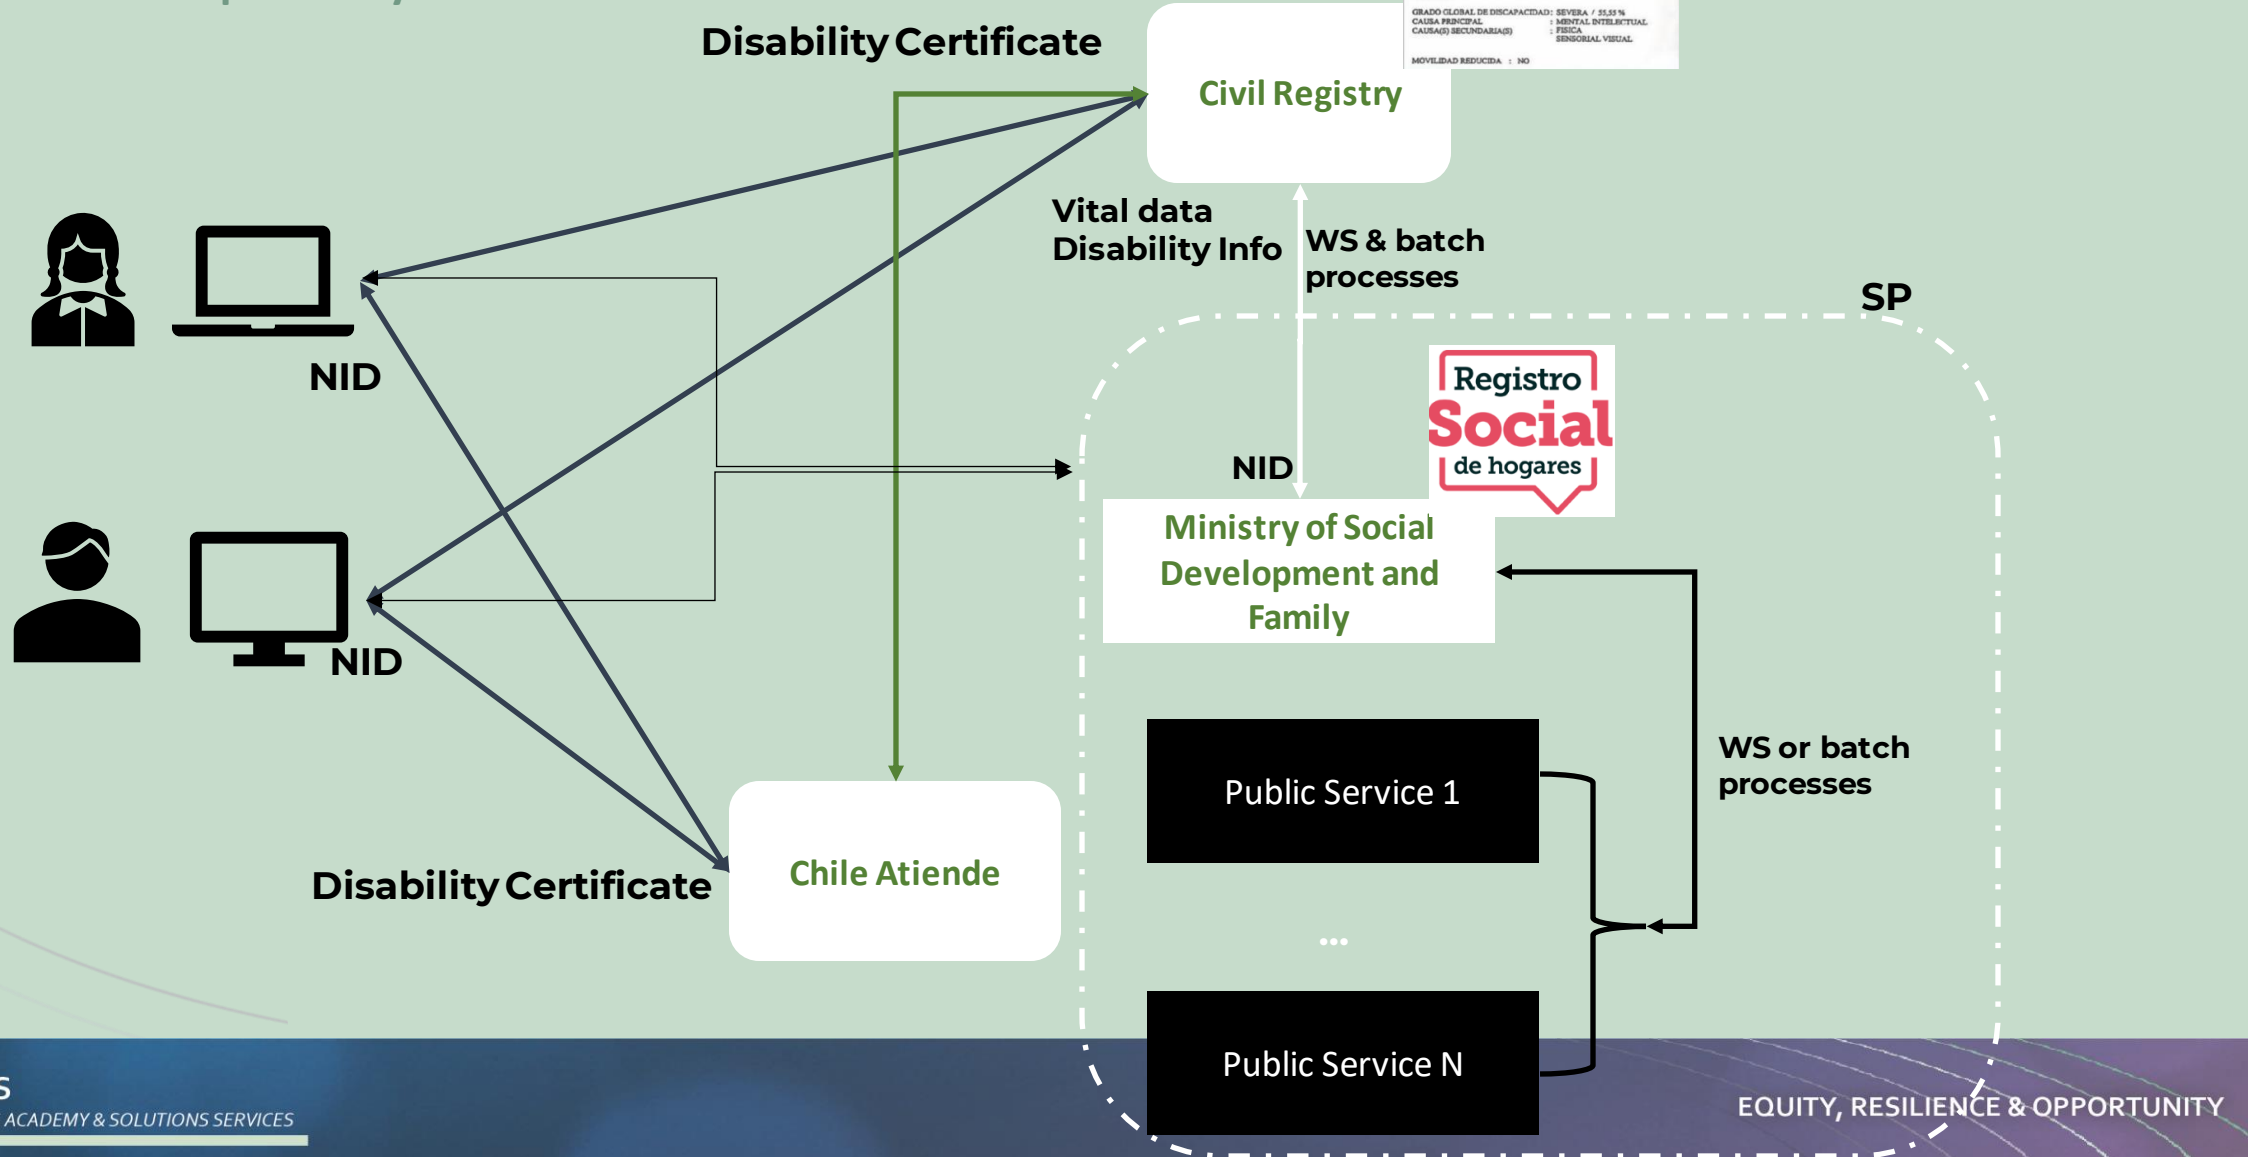 GRADO GLOBAL DE DISCAPACIDAD: SEVERA / 55,55 %
CAUSA PRINCIPAL : MENTAL INTELECTUAL
CAUSA(S) SECUNDARIA(S) : FISICA
SENSORIAL VISUAL
MOVILIDAD REDUCIDA : NO
Disability Certificate
Civil Registry
Vital data
Disability Info
WS & batch
processes
SP
NID
Registro
Social
de hogares
NID
Ministry of Social
Development and
Family
NID
WS or batch
processes
Public Service 1
Chile Atiende
Disability Certificate
...
Public Service N
S
ACADEMY & SOLUTIONS SERVICES
EQUITY, RESILIENCE & OPPORTUNITY